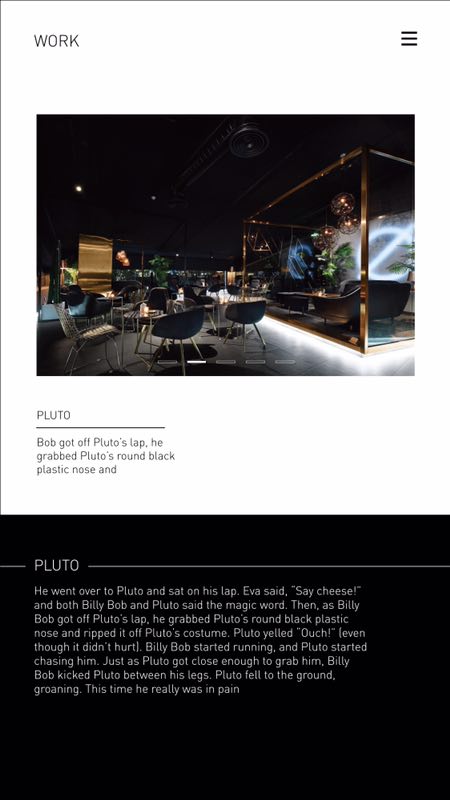 WORK
PLUTO
Bob got off Pluto's lap, he
grabbed Pluto's round black
plastic nose and
PLUTO
He went over to Pluto and sat on his lap. Eva said, "Say cheese!"
and both Billy Bob and Pluto said the magic word. Then, as Billy
Bob got off Pluto's lap, he grabbed Pluto's round black plastic
nose and ripped it off Pluto's costume. Pluto yelled "Ouch!" (even
though it didn't hurt). Billy Bob started running, and Pluto started
chasing him. Just as Pluto got close enough to grab him, Billy
Bob kicked Pluto between his legs. Pluto fell to the ground,
groaning. This time he really was in pain